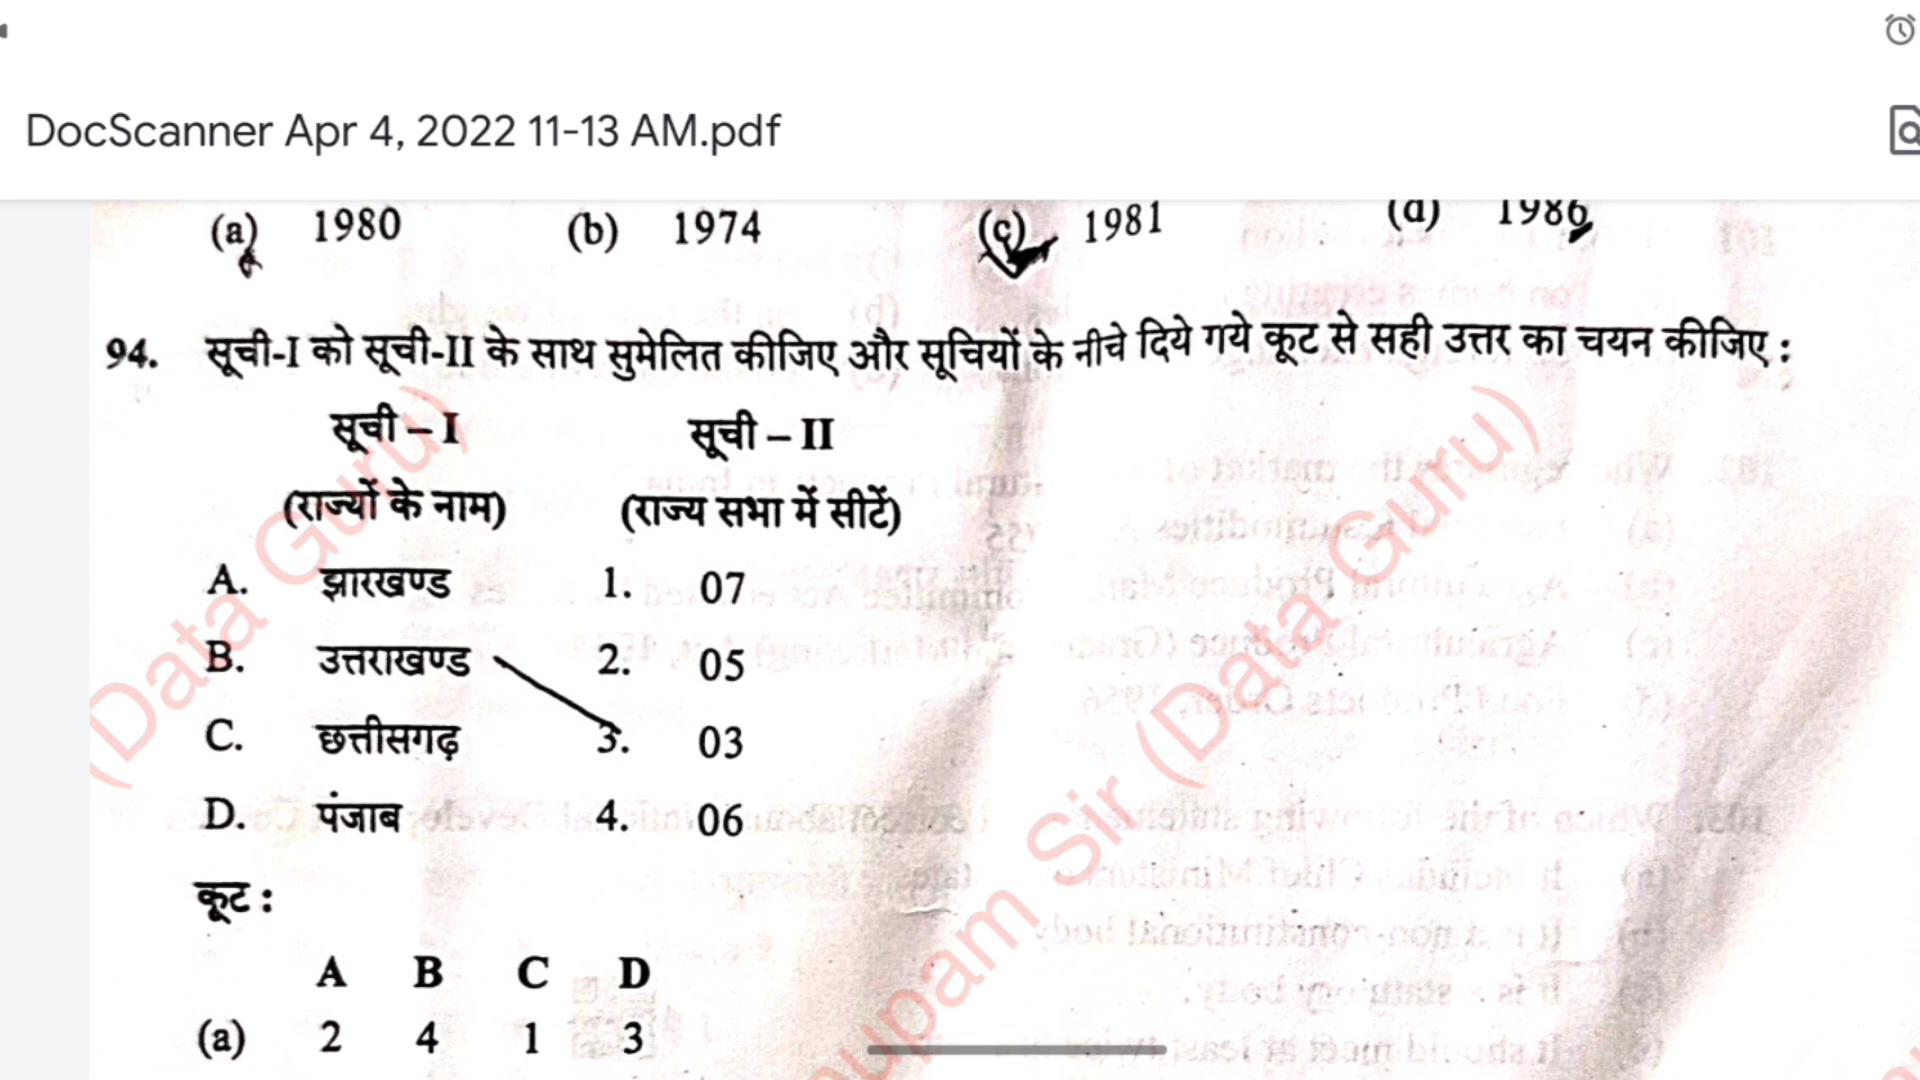 DocScanner Apr 4, 2022 11-13 AM.pdf
(a) 1980 (b) 1974 (c) 1981 (d) 1986
94. सूची-I को सूची-II के साथ सुमेलित कीजिए और सूचियों के नीचे दिये गये कूट से सही उत्तर का चयन कीजिए :
सूची – I सूची – II
(राज्यों के नाम) (राज्य सभा में सीटें)
A. झारखण्ड 1. 07
B. उत्तराखण्ड 2. 05
C. छत्तीसगढ़ 3. 03
D. पंजाब 4. 06
कूट :
A B C D
(a) 2 4 1 3
(Data Guru)
upam Sir (Data Guru)